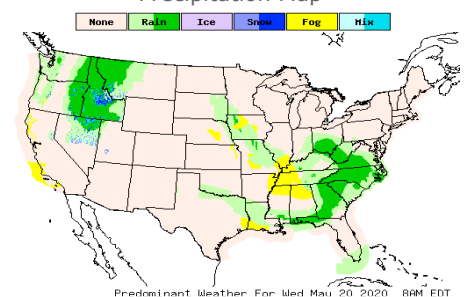 Precipitation Map
None Rain Ice Snow Fog Mix
Predominant Weather For Wed May 20 2020 8AM EDT